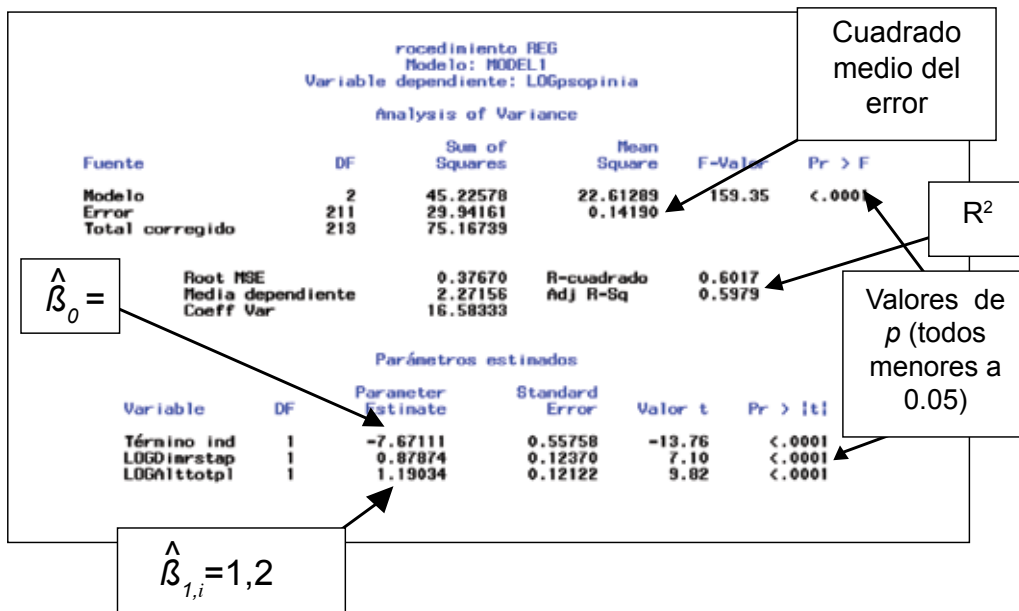 rocedimiento REG
Modelo: MODEL1
Variable dependiente: LOGpsopinia
Analysis of Variance
Sum of Mean
Fuente DF Squares Square F-Valor Pr > F
Modelo 2 45.22578 22.61289 159.35 <.0001
Error 211 29.94161 0.14190
Total corregido 213 75.16739
Root MSE 0.37670 R-cuadrado 0.6017
Media dependiente 2.27156 Adj R-Sq 0.5979
Coeff Var 16.58333
Parámetros estimados
Parameter Standard
Variable DF Estimate Error Valor t Pr > |t|
Término ind 1 -7.67111 0.55758 -13.76 <.0001
LOGDimrstap 1 0.87874 0.12370 7.10 <.0001
LOGAlttotpl 1 1.19034 0.12122 9.82 <.0001
Cuadrado
medio del
error
R²
Valores de
p (todos
menores a
0.05)
β̂₀ =
β̂₁,ᵢ=1,2